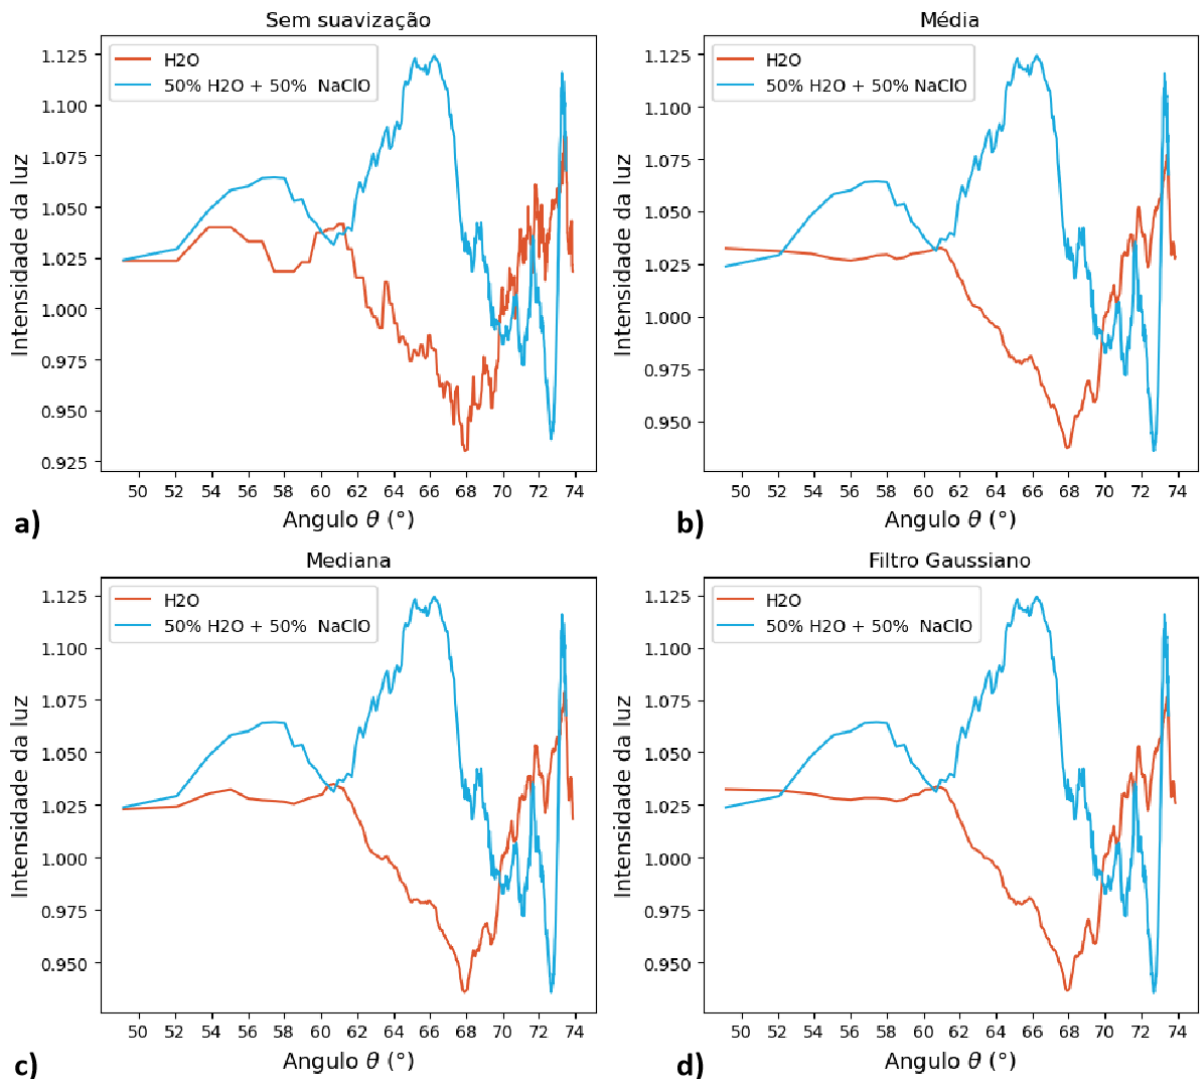 Sem suavização
H2O
50% H2O + 50%  NaClO
Intensidade da luz
1.125
1.100
1.075
1.050
1.025
1.000
0.975
0.950
0.925
50 52 54 56 58 60 62 64 66 68 70 72 74
Angulo θ (°)
a)
Média
H2O
50% H2O + 50% NaClO
Intensidade da luz
1.125
1.100
1.075
1.050
1.025
1.000
0.975
0.950
50 52 54 56 58 60 62 64 66 68 70 72 74
Angulo θ (°)
b)
Mediana
H2O
50% H2O + 50%  NaClO
Intensidade da luz
1.125
1.100
1.075
1.050
1.025
1.000
0.975
0.950
50 52 54 56 58 60 62 64 66 68 70 72 74
Angulo θ (°)
c)
Filtro Gaussiano
H2O
50% H2O + 50%  NaClO
Intensidade da luz
1.125
1.100
1.075
1.050
1.025
1.000
0.975
0.950
50 52 54 56 58 60 62 64 66 68 70 72 74
Angulo θ (°)
d)